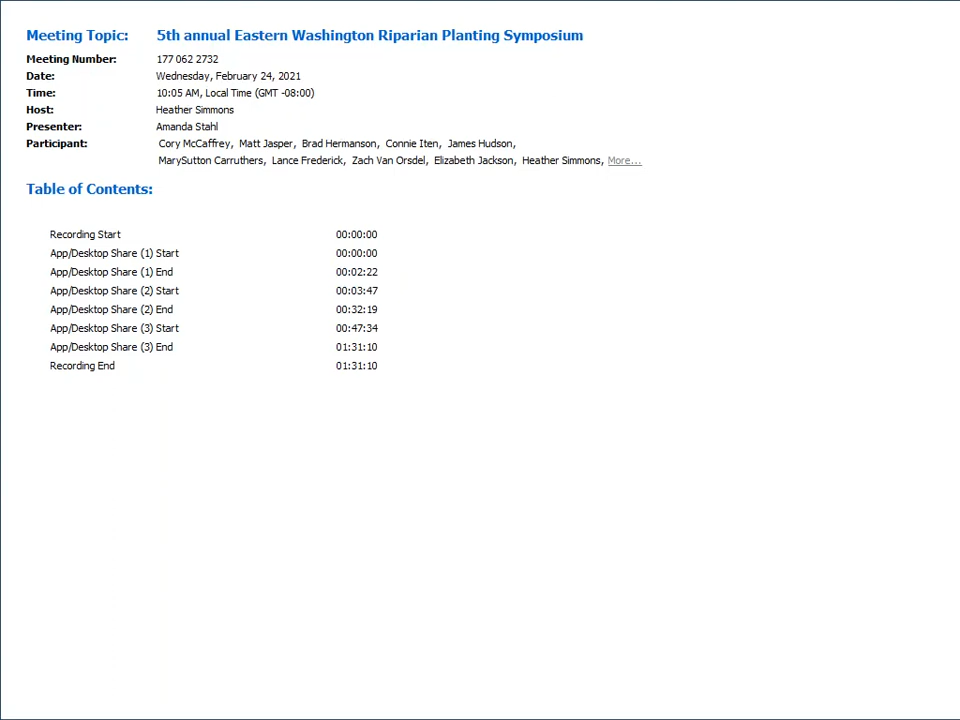 Meeting Topic: 5th annual Eastern Washington Riparian Planting Symposium
Meeting Number: 177 062 2732
Date: Wednesday, February 24, 2021
Time: 10:05 AM, Local Time (GMT -08:00)
Host: Heather Simmons
Presenter: Amanda Stahl
Participant: Cory McCaffrey, Matt Jasper, Brad Hermanson, Connie Iten, James Hudson,
MarySutton Carruthers, Lance Frederick, Zach Van Orsdel, Elizabeth Jackson, Heather Simmons, More...
Table of Contents:
Recording Start 00:00:00
App/Desktop Share (1) Start 00:00:00
App/Desktop Share (1) End 00:02:22
App/Desktop Share (2) Start 00:03:47
App/Desktop Share (2) End 00:32:19
App/Desktop Share (3) Start 00:47:34
App/Desktop Share (3) End 01:31:10
Recording End 01:31:10